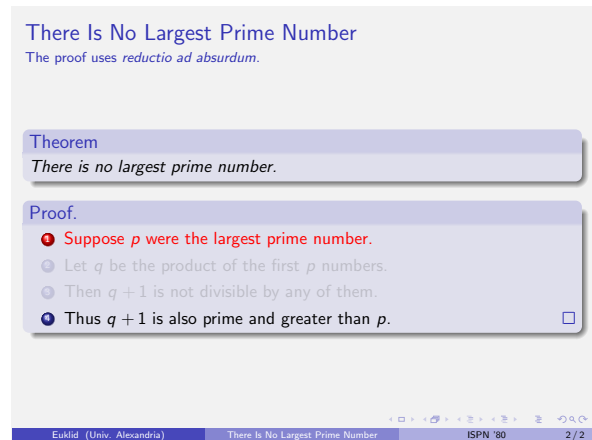 There Is No Largest Prime Number
The proof uses reductio ad absurdum.
Theorem
There is no largest prime number.
Proof.
1 Suppose p were the largest prime number.
2 Let q be the product of the first p numbers.
3 Then q + 1 is not divisible by any of them.
4 Thus q + 1 is also prime and greater than p.
Euklid (Univ. Alexandria) There Is No Largest Prime Number ISPN '80 2 / 2